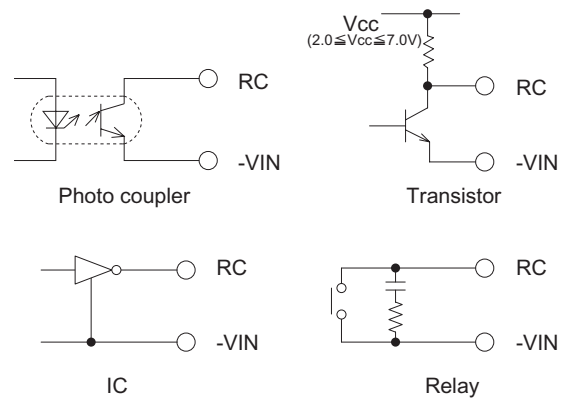 RC
-VIN
Photo coupler
Vcc
(2.0≦Vcc≦7.0V)
RC
-VIN
Transistor
RC
-VIN
IC
RC
-VIN
Relay